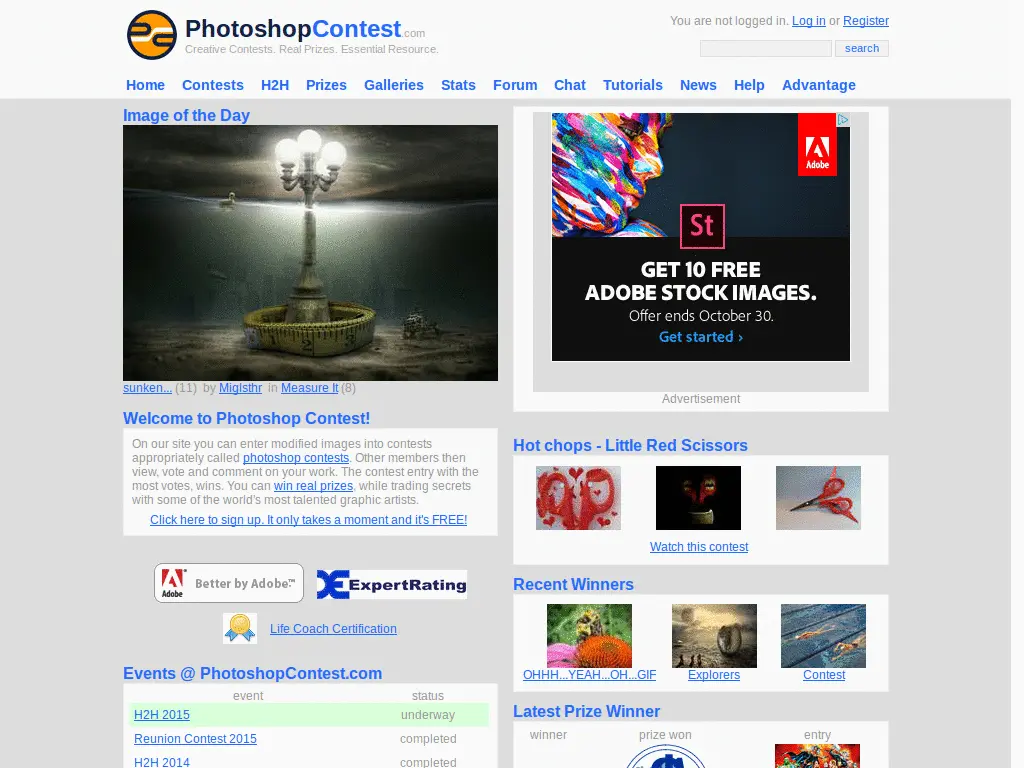 PhotoshopContest.com
Creative Contests. Real Prizes. Essential Resource.
You are not logged in. Log in or Register
search
Home Contests H2H Prizes Galleries Stats Forum Chat Tutorials News Help Advantage
Image of the Day
sunken... (11) by Miglsthr in Measure It (8)
Welcome to Photoshop Contest!
On our site you can enter modified images into contests
appropriately called photoshop contests. Other members then
view, vote and comment on your work. The contest entry with the
most votes, wins. You can win real prizes, while trading secrets
with some of the world's most talented graphic artists.
Click here to sign up. It only takes a moment and it's FREE!
Adobe
Better by Adobe.™
ExpertRating
Life Coach Certification
Events @ PhotoshopContest.com
event status
H2H 2015 underway
Reunion Contest 2015 completed
H2H 2014 completed
Adobe
St
GET 10 FREE
ADOBE STOCK IMAGES.
Offer ends October 30.
Get started ›
Advertisement
Hot chops - Little Red Scissors
Watch this contest
Recent Winners
OHHH...YEAH...OH...GIF
Explorers
Contest
Latest Prize Winner
winner prize won entry